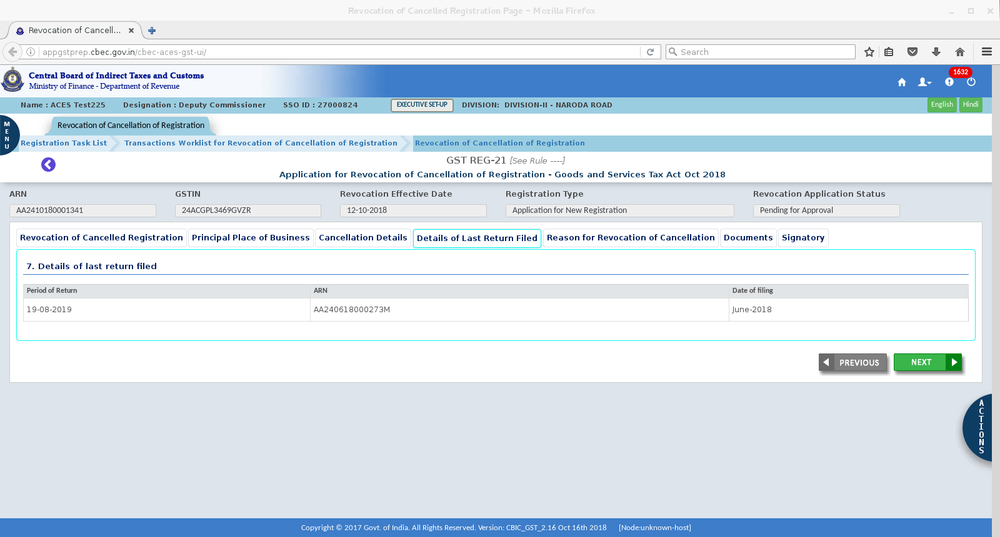 Revocation of Cancelled Registration Page - Mozilla Firefox
Revocation of Cancell...
appgstprep.cbec.gov.in/cbec-aces-gst-ui/
Search
Central Board of Indirect Taxes and Customs
Ministry of Finance - Department of Revenue
1632
Name : ACES Test225 Designation : Deputy Commissioner SSO ID : 27000824 EXECUTIVE SET-UP DIVISION: DIVISION-II - NARODA ROAD English Hindi
MENU
Revocation of Cancellation of Registration
Registration Task List Transactions Worklist for Revocation of Cancellation of Registration Revocation of Cancellation of Registration
GST REG-21 [See Rule ----]
Application for Revocation of Cancellation of Registration - Goods and Services Tax Act Oct 2018
ARN GSTIN Revocation Effective Date Registration Type Revocation Application Status
AA2410180001341 24ACGPL3469GVZR 12-10-2018 Application for New Registration Pending for Approval
Revocation of Cancelled Registration Principal Place of Business Cancellation Details Details of Last Return Filed Reason for Revocation of Cancellation Documents Signatory
7. Details of last return filed
Period of Return ARN Date of filing
19-08-2019 AA240618000273M June-2018
PREVIOUS NEXT
ACTIONS
Copyright © 2017 Govt. of India. All Rights Reserved. Version: CBIC_GST_2.16 Oct 16th 2018 [Node:unknown-host]